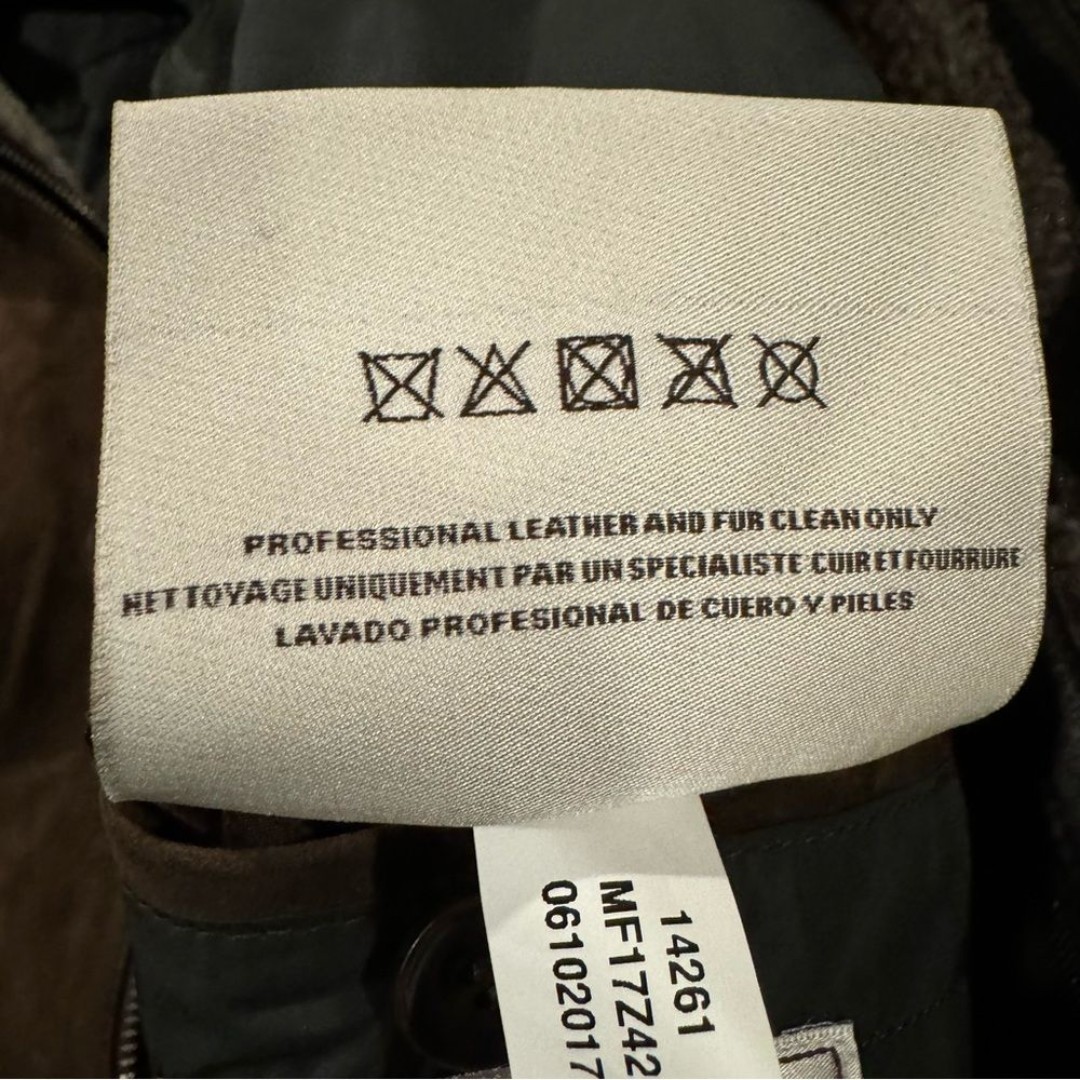 PROFESSIONAL LEATHER AND FUR CLEAN ONLY
NETTOYAGE UNIQUEMENT PAR UN SPECIALISTE CUIR ET FOURRURE
LAVADO PROFESIONAL DE CUERO Y PIELES
14261
MF17Z42
06102017